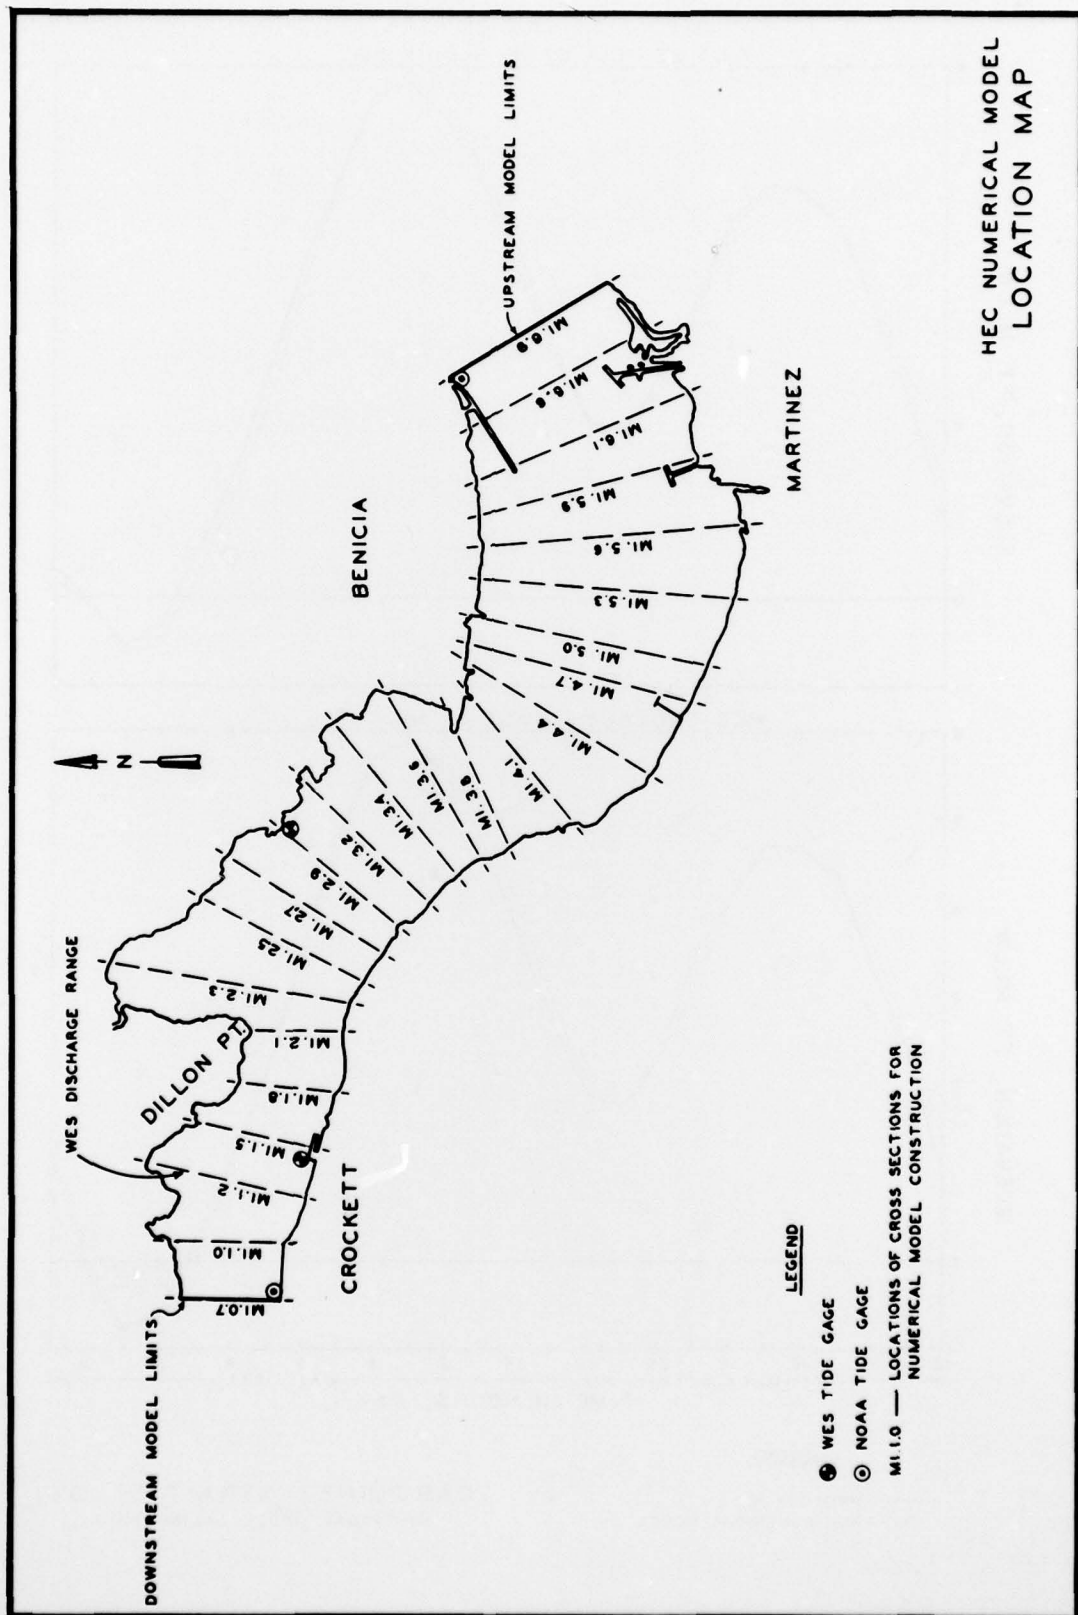 DOWNSTREAM MODEL LIMITS
WES DISCHARGE RANGE
DILLON PT.
N
BENICIA
UPSTREAM MODEL LIMITS
CROCKETT
MARTINEZ
MI.0.7
MI.1.0
MI.1.2
MI.1.5
MI.1.8
MI.2.1
MI.2.3
MI.2.5
MI.2.7
MI.2.9
MI.3.2
MI.3.4
MI.3.6
MI.3.8
MI.4.1
MI.4.4
MI.4.7
MI.5.0
MI.5.3
MI.5.6
MI.5.9
MI.6.1
MI.6.6
LEGEND
WES TIDE GAGE
NOAA TIDE GAGE
MI.1.0 — LOCATIONS OF CROSS SECTIONS FOR
NUMERICAL MODEL CONSTRUCTION
HEC NUMERICAL MODEL
LOCATION MAP